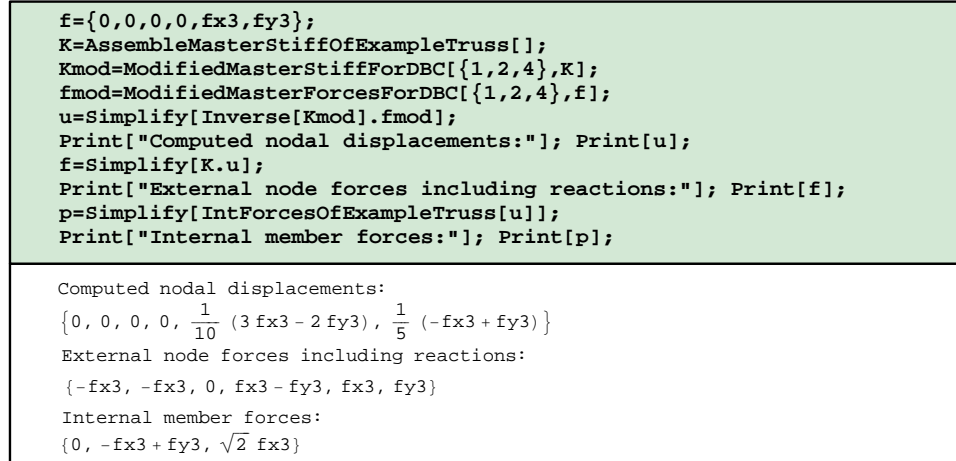 f={0,0,0,0,fx3,fy3};
K=AssembleMasterStiffOfExampleTruss[];
Kmod=ModifiedMasterStiffForDBC[{1,2,4},K];
fmod=ModifiedMasterForcesForDBC[{1,2,4},f];
u=Simplify[Inverse[Kmod].fmod];
Print["Computed nodal displacements:"]; Print[u];
f=Simplify[K.u];
Print["External node forces including reactions:"]; Print[f];
p=Simplify[IntForcesOfExampleTruss[u]];
Print["Internal member forces:"]; Print[p];
Computed nodal displacements:
{0, 0, 0, 0, 1/10 (3 fx3 - 2 fy3), 1/5 (-fx3 + fy3)}
External node forces including reactions:
{-fx3, -fx3, 0, fx3 - fy3, fx3, fy3}
Internal member forces:
{0, -fx3 + fy3, √2 fx3}